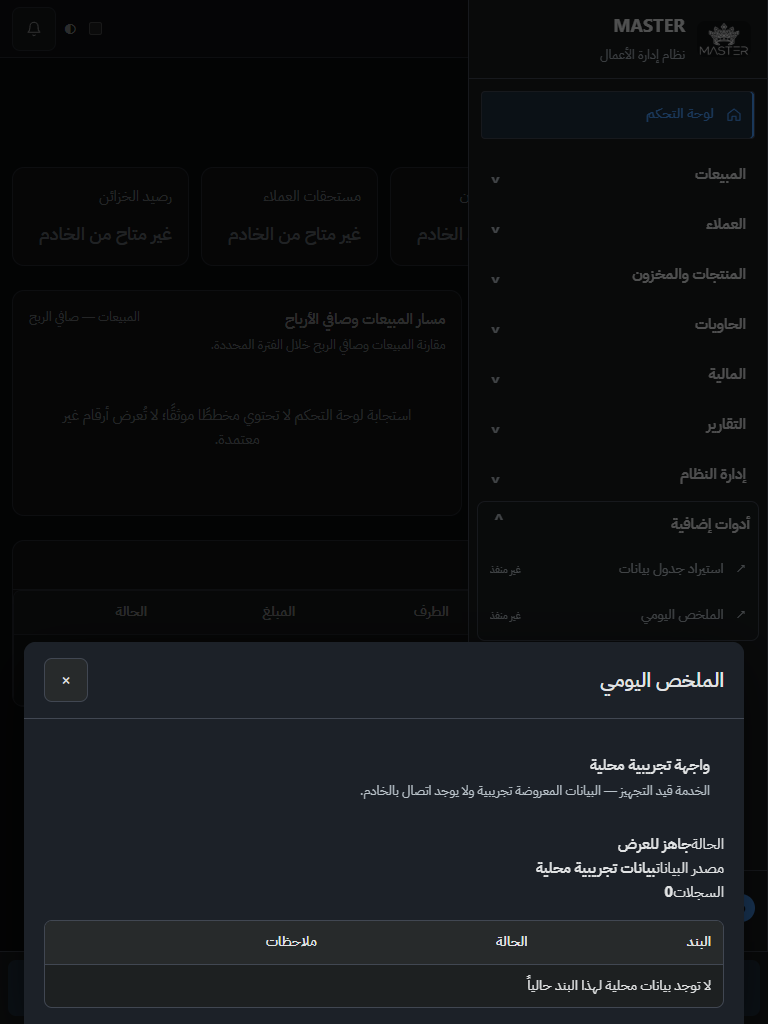 MASTER
نظام إدارة الأعمال
MASTER
لوحة التحكم
المبيعات
العملاء
المنتجات والمخزون
الحاويات
المالية
التقارير
إدارة النظام
أدوات إضافية
استيراد جدول بيانات
غير منفذ
الملخص اليومي
غير منفذ
الخادم
مستحقات العملاء
غير متاح من الخادم
رصيد الخزائن
غير متاح من الخادم
مسار المبيعات وصافي الأرباح
المبيعات — صافي الربح
مقارنة المبيعات وصافي الربح خلال الفترة المحددة.
استجابة لوحة التحكم لا تحتوي مخططًا موثقًا؛ لا تُعرض أرقام غير
معتمدة.
الطرف المبلغ الحالة
الملخص اليومي
×
واجهة تجريبية محلية
الخدمة قيد التجهيز — البيانات المعروضة تجريبية ولا يوجد اتصال بالخادم.
الحالةجاهز للعرض
مصدر البياناتبيانات تجريبية محلية
السجلات0
البند الحالة ملاحظات
لا توجد بيانات محلية لهذا البند حالياً